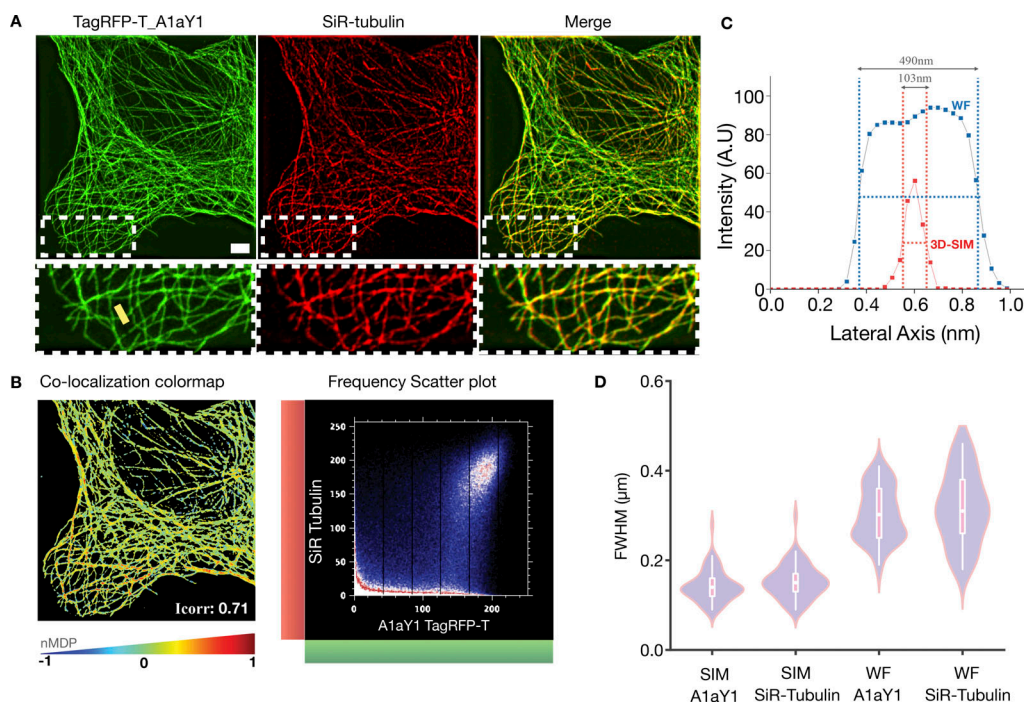 A
TagRFP-T_A1aY1
SiR-tubulin
Merge
B
Co-localization colormap
Icorr: 0.71
nMDP
-1
0
1
Frequency Scatter plot
SiR Tubulin
250
200
150
100
50
0
0
100
200
A1aY1 TagRFP-T
C
490nm
103nm
WF
3D-SIM
Intensity (A.U)
100
80
60
40
20
0
0.0
0.4
0.6
0.8
1.0
Lateral Axis (nm)
D
FWHM (µm)
0.6
0.4
0.2
0.0
SIM
A1aY1
SIM
SiR-Tubulin
WF
A1aY1
WF
SiR-Tubulin